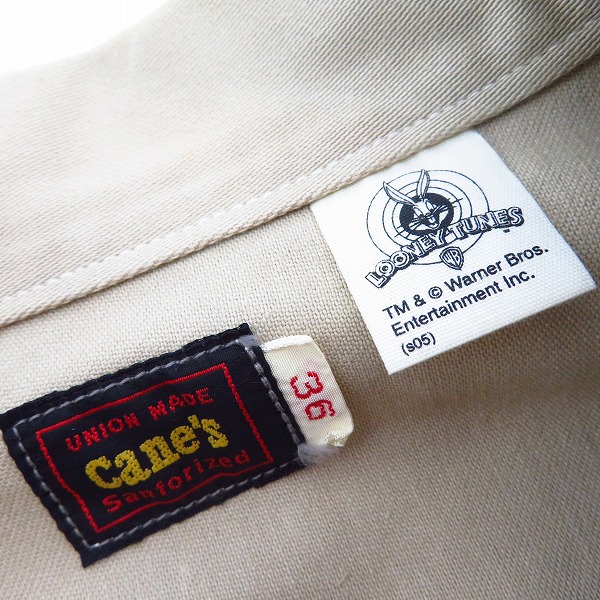 LOONEY TUNES
WB
TM & © Warner Bros.
Entertainment Inc.
(s05)
UNION MADE
Cane's
Sanforized
36